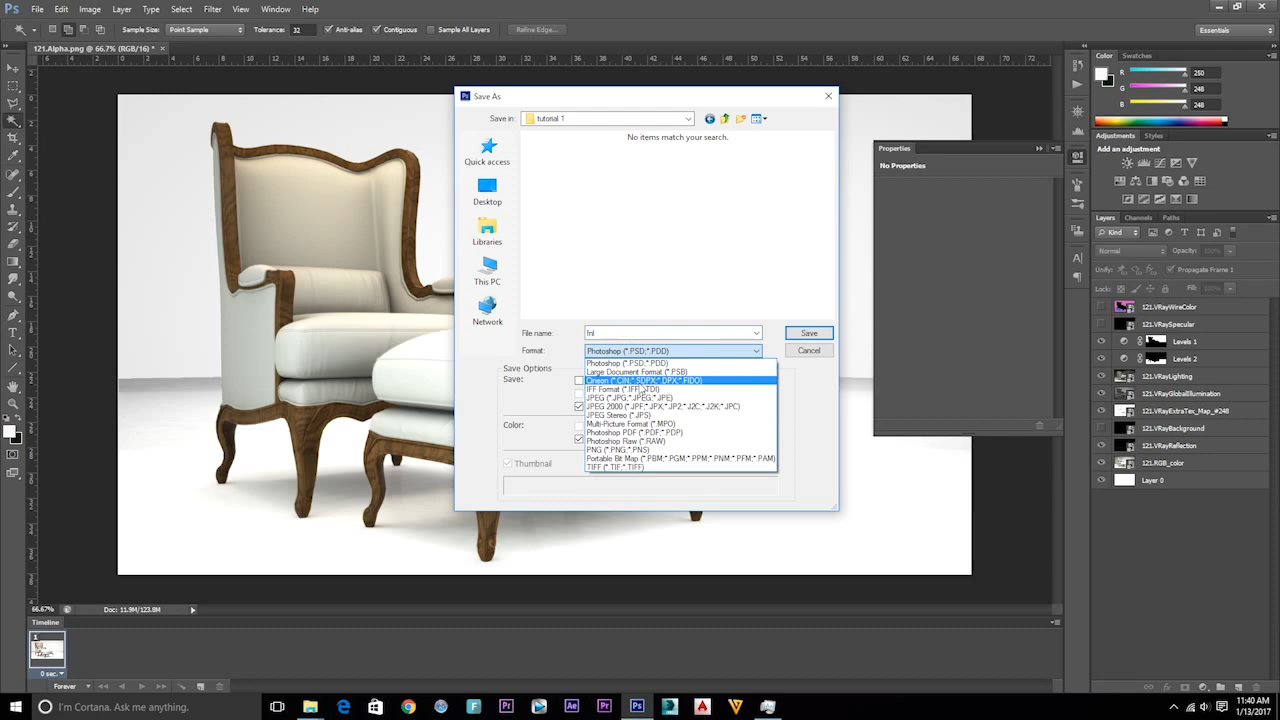 Ps File Edit Image Layer Type Select Filter View Window Help
Sample Size: Point Sample Tolerance: 32 Anti-alias Contiguous Sample All Layers Refine Edge... Essentials
121.Alpha.png @ 66.7% (RGB/16) *
Save As
Save in: tutorial 1
No items match your search.
Quick access
Desktop
Libraries
This PC
Network
File name: fnl Save
Format: Photoshop (*.PSD;*.PDD) Cancel
Photoshop (*.PSD;*.PDD)
Large Document Format (*.PSB)
Cineon (*.CIN;*.SDPX;*.DPX;*.FIDO)
IFF Format (*.IFF;*.TDI)
JPEG (*.JPG;*.JPEG;*.JPE)
JPEG 2000 (*.JPF;*.JPX;*.JP2;*.J2C;*.J2K;*.JPC)
JPEG Stereo (*.JPS)
Multi-Picture Format (*.MPO)
Photoshop PDF (*.PDF;*.PDP)
Photoshop Raw (*.RAW)
PNG (*.PNG;*.PNS)
Portable Bit Map (*.PBM;*.PGM;*.PPM;*.PNM;*.PFM;*.PAM)
TIFF (*.TIF;*.TIFF)
Save Options
Save:
Color:
Thumbnail
Properties
No Properties
Color Swatches
R 250
G 248
B 248
Adjustments Styles
Add an adjustment
Layers Channels Paths
Kind
Normal Opacity: 100%
Unify: Propagate Frame 1
Lock: Fill: 100%
121.VRayWireColor
121.VRaySpecular
Levels 1
Levels 2
121.VRayLighting
121.VRayGlobalIllumination
121.VRayExtraTex_Map_#248
121.VRayBackground
121.VRayReflection
121.RGB_color
Layer 0
66.67% Doc: 11.9M/123.8M
Timeline
1
0 sec.
Forever
I'm Cortana. Ask me anything.
11:40 AM
1/13/2017